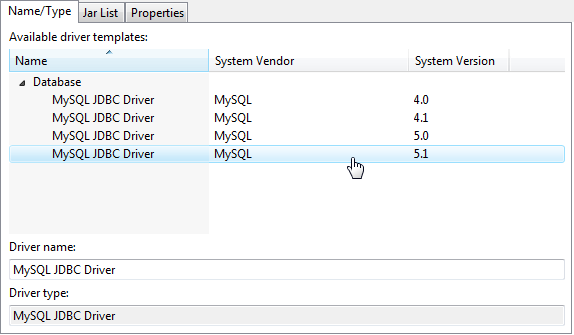 Name/Type Jar List Properties
Available driver templates:
Name System Vendor System Version
Database
MySQL JDBC Driver MySQL 4.0
MySQL JDBC Driver MySQL 4.1
MySQL JDBC Driver MySQL 5.0
MySQL JDBC Driver MySQL 5.1
Driver name:
MySQL JDBC Driver
Driver type:
MySQL JDBC Driver